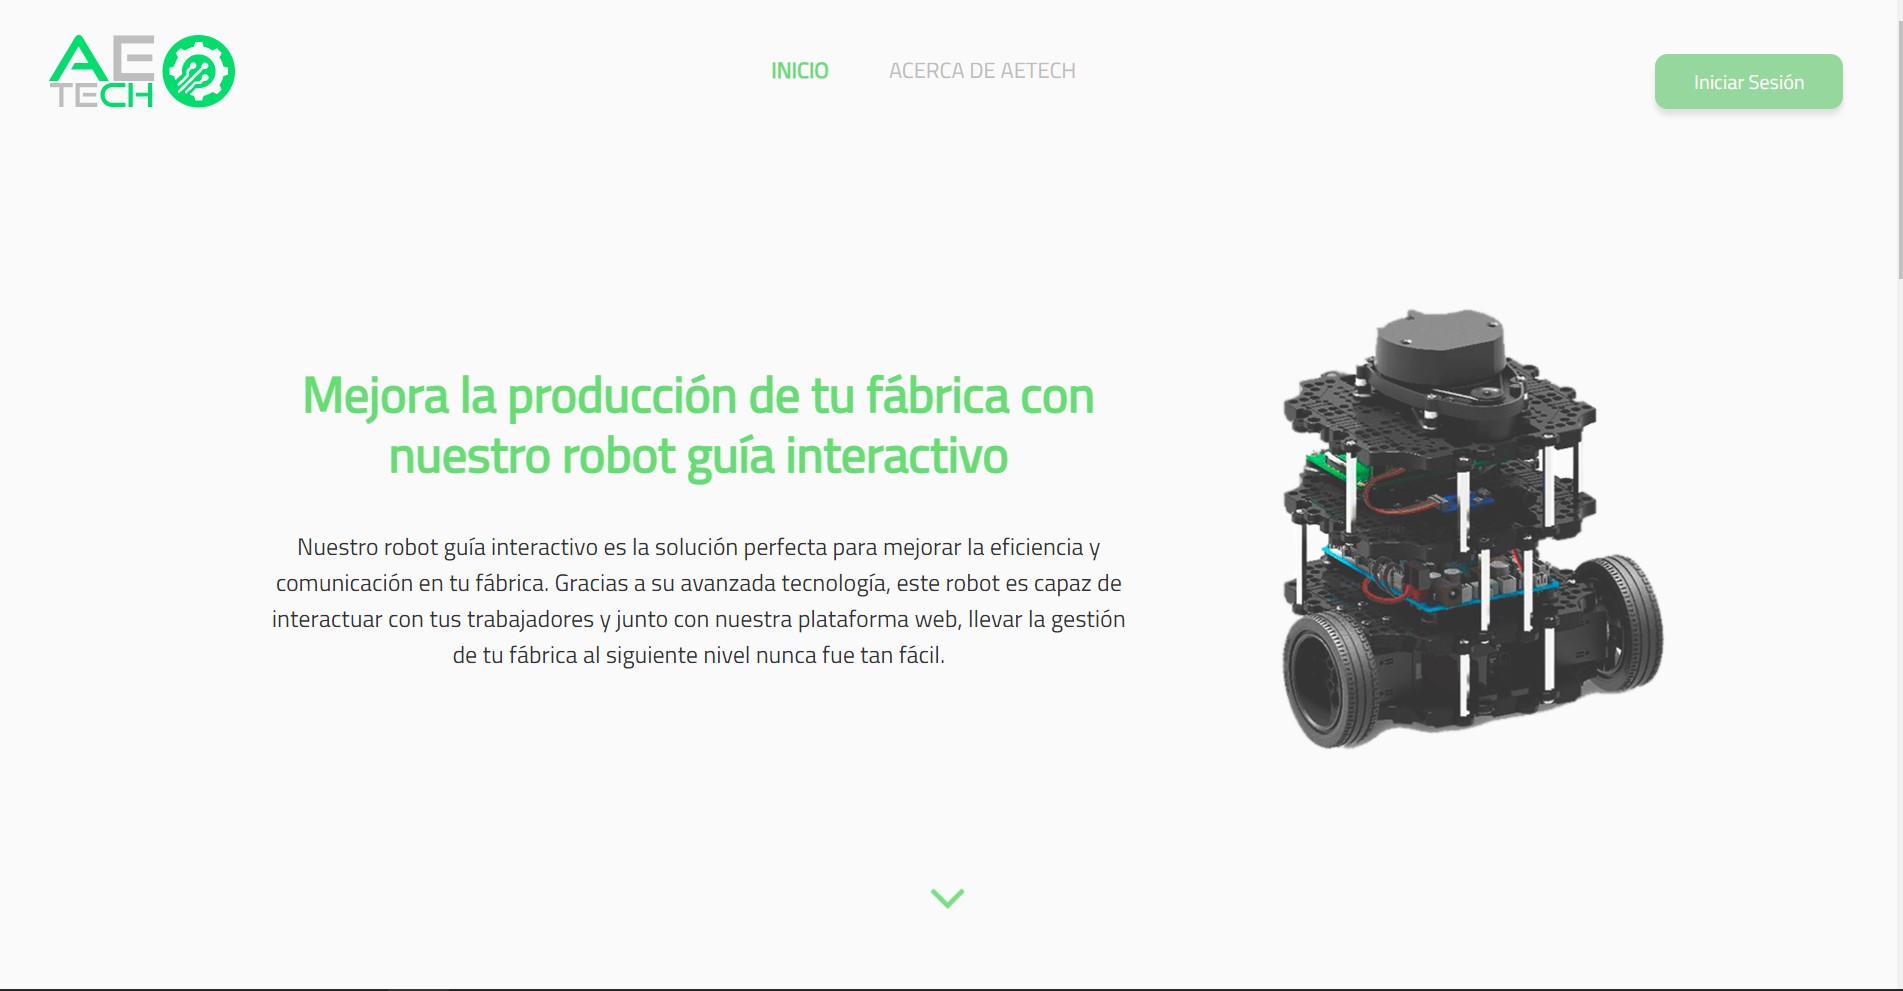 AE
TECH
INICIO
ACERCA DE AETECH
Iniciar Sesión
Mejora la producción de tu fábrica con
nuestro robot guía interactivo
Nuestro robot guía interactivo es la solución perfecta para mejorar la eficiencia y
comunicación en tu fábrica. Gracias a su avanzada tecnología, este robot es capaz de
interactuar con tus trabajadores y junto con nuestra plataforma web, llevar la gestión
de tu fábrica al siguiente nivel nunca fue tan fácil.